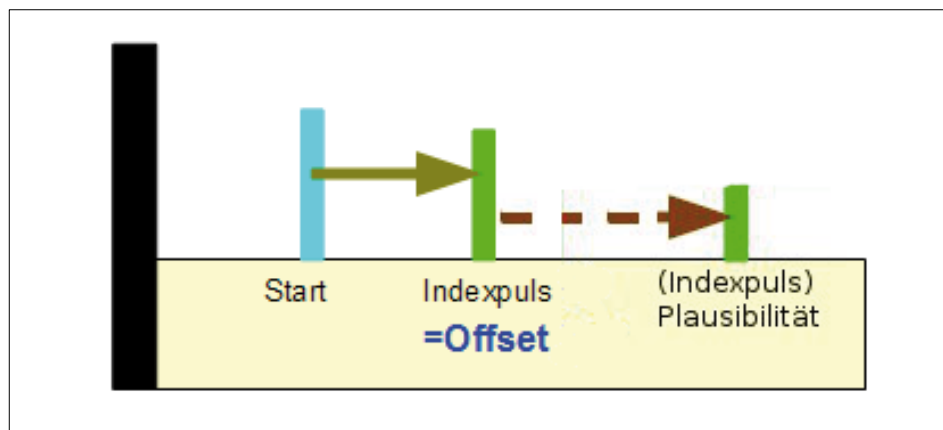 Start
Indexpuls
=Offset
(Indexpuls)
Plausibilität